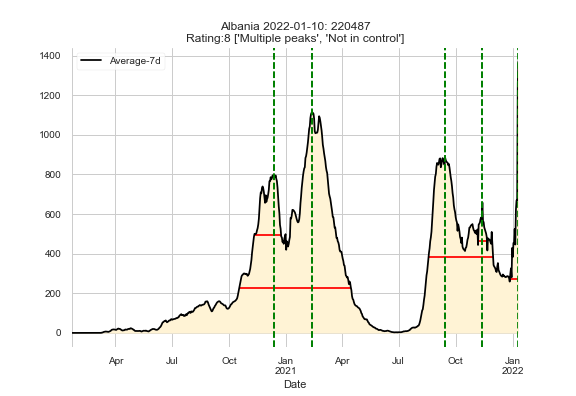 Albania 2022-01-10: 220487
Rating:8 ['Multiple peaks', 'Not in control']
Average-7d
1400
1200
1000
800
600
400
200
0
Apr Jul Oct Jan Apr Jul Oct Jan
2021 2022
Date